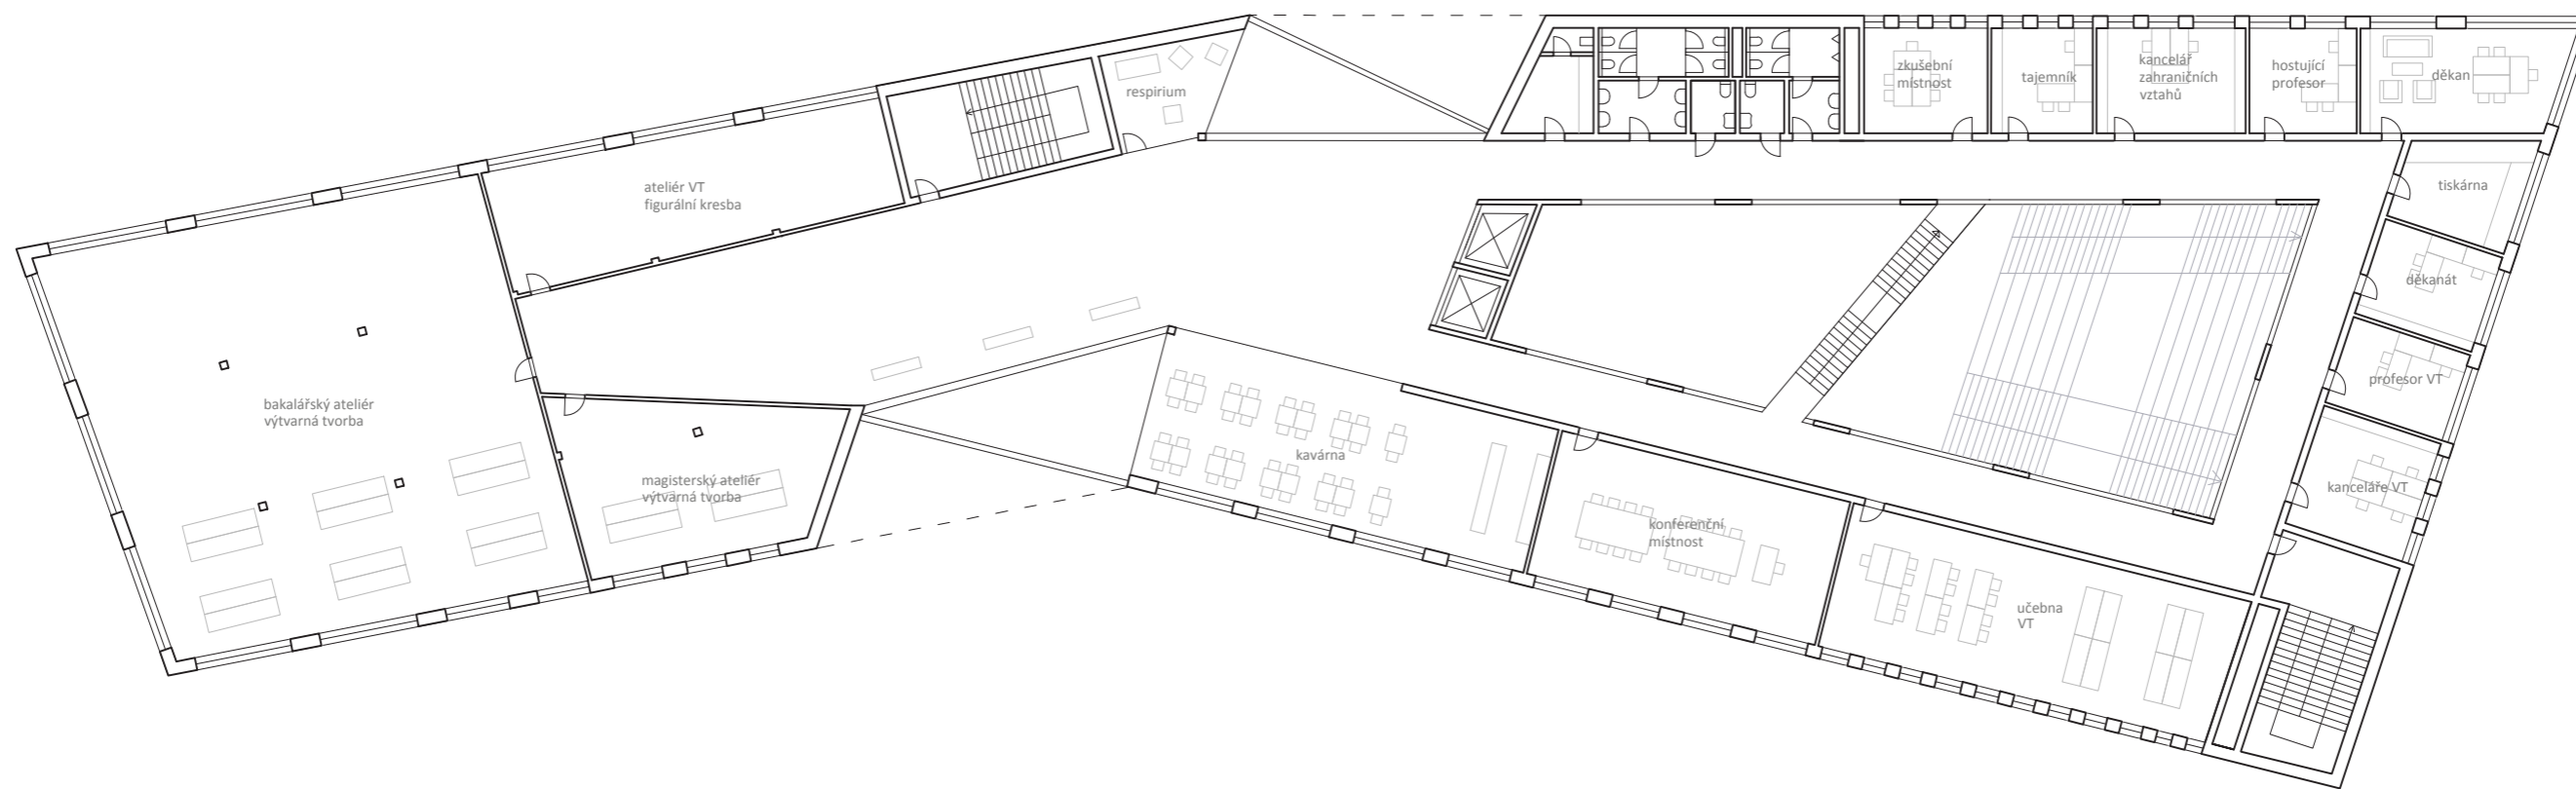 respirium
zkušební
místnost
tajemník
kancelář
zahraničních
vztahů
hostující
profesor
děkan
ateliér VT
figurální kresba
tiskárna
děkanát
profesor VT
bakalářský ateliér
výtvarná tvorba
kavárna
magisterský ateliér
výtvarná tvorba
kanceláře VT
konferenční
místnost
učebna
VT